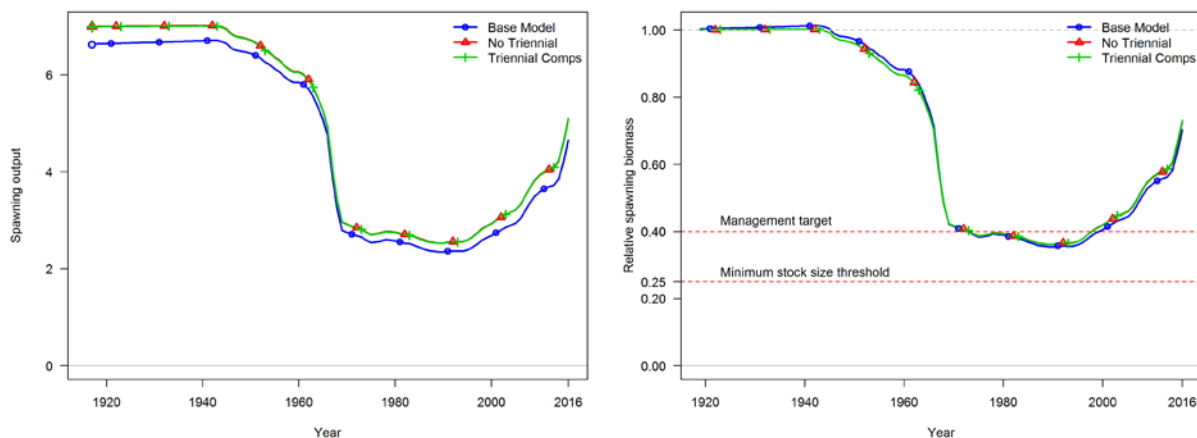 Base Model
No Triennial
Triennial Comps
Spawning output
6
4
2
0
1920 1940 1960 1980 2000 2016
Year
Base Model
No Triennial
Triennial Comps
Relative spawning biomass
1.00
0.80
0.60
0.40
0.25
0.20
0.00
Management target
Minimum stock size threshold
1920 1940 1960 1980 2000 2016
Year